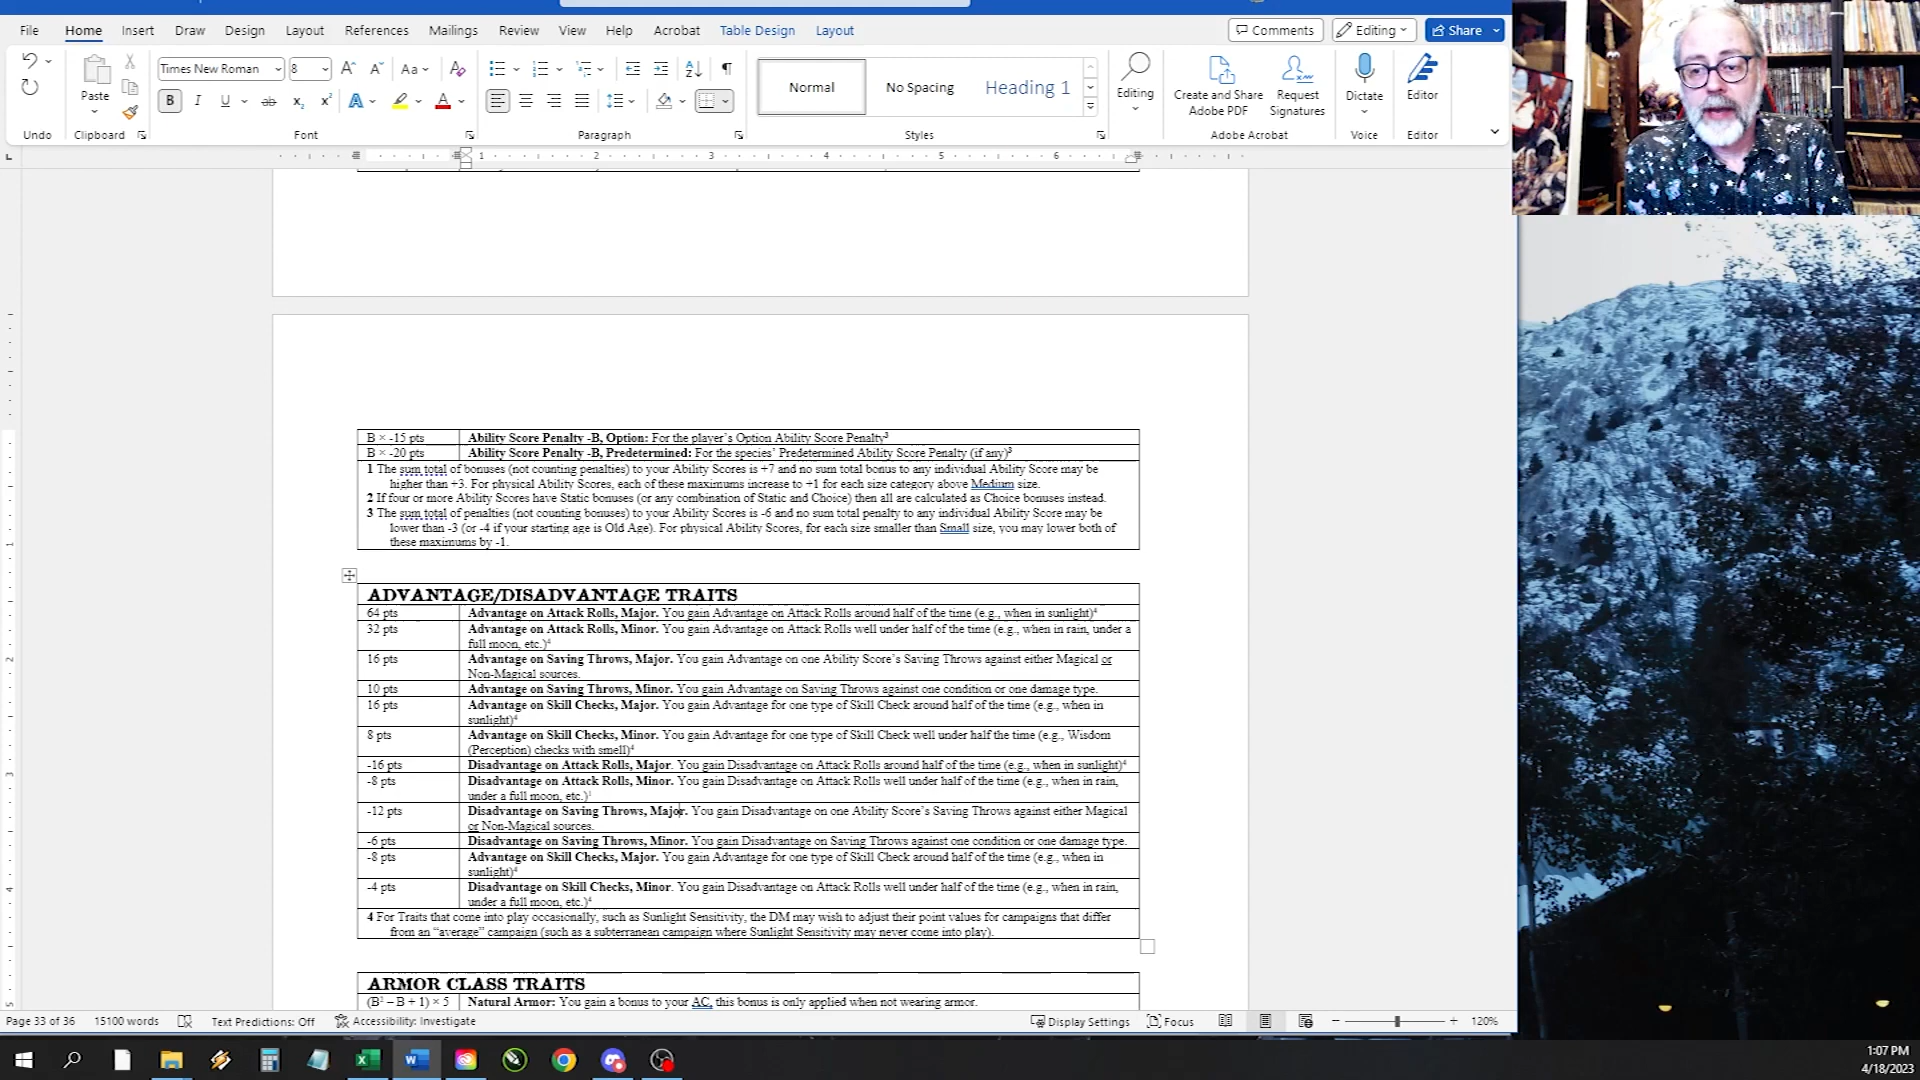 File Home Insert Draw Design Layout References Mailings Review View Help Acrobat Table Design Layout Comments Editing Share
Times New Roman 8 Aa
Paste
B I U ab x₂ x² A A
Normal No Spacing Heading 1
Editing
Create and Share
Adobe PDF
Request
Signatures
Dictate
Editor
Undo Clipboard Font Paragraph Styles Adobe Acrobat Voice Editor
1 2 3 4 5 6
B × -15 pts Ability Score Penalty -B, Option: For the player's Option Ability Score Penalty³
B × -20 pts Ability Score Penalty -B, Predetermined: For the species' Predetermined Ability Score Penalty (if any)³
1 The sum total of bonuses (not counting penalties) to your Ability Scores is +7 and no sum total bonus to any individual Ability Score may be
higher than +3. For physical Ability Scores, each of these maximums increase to +1 for each size category above Medium size.
2 If four or more Ability Scores have Static bonuses (or any combination of Static and Choice) then all are calculated as Choice bonuses instead.
3 The sum total of penalties (not counting bonuses) to your Ability Scores is -6 and no sum total penalty to any individual Ability Score may be
lower than -3 (or -4 if your starting age is Old Age). For physical Ability Scores, for each size smaller than Small size, you may lower both of
these maximums by -1.
ADVANTAGE/DISADVANTAGE TRAITS
64 pts Advantage on Attack Rolls, Major. You gain Advantage on Attack Rolls around half of the time (e.g., when in sunlight)⁴
32 pts Advantage on Attack Rolls, Minor. You gain Advantage on Attack Rolls well under half of the time (e.g., when in rain, under a
full moon, etc.)⁴
16 pts Advantage on Saving Throws, Major. You gain Advantage on one Ability Score's Saving Throws against either Magical or
Non-Magical sources.
10 pts Advantage on Saving Throws, Minor. You gain Advantage on Saving Throws against one condition or one damage type.
16 pts Advantage on Skill Checks, Major. You gain Advantage for one type of Skill Check around half of the time (e.g., when in
sunlight)⁴
8 pts Advantage on Skill Checks, Minor. You gain Advantage for one type of Skill Check well under half the time (e.g., Wisdom
(Perception) checks with smell)⁴
-16 pts Disadvantage on Attack Rolls, Major. You gain Disadvantage on Attack Rolls around half of the time (e.g., when in sunlight)⁴
-8 pts Disadvantage on Attack Rolls, Minor. You gain Disadvantage on Attack Rolls well under half of the time (e.g., when in rain,
under a full moon, etc.)¹
-12 pts Disadvantage on Saving Throws, Major. You gain Disadvantage on one Ability Score's Saving Throws against either Magical
or Non-Magical sources.
-6 pts Disadvantage on Saving Throws, Minor. You gain Disadvantage on Saving Throws against one condition or one damage type.
-8 pts Advantage on Skill Checks, Major. You gain Advantage for one type of Skill Check around half of the time (e.g., when in
sunlight)⁴
-4 pts Disadvantage on Skill Checks, Minor. You gain Disadvantage on Attack Rolls well under half of the time (e.g., when in rain,
under a full moon, etc.)⁴
4 For Traits that come into play occasionally, such as Sunlight Sensitivity, the DM may wish to adjust their point values for campaigns that differ
from an “average” campaign (such as a subterranean campaign where Sunlight Sensitivity may never come into play).
ARMOR CLASS TRAITS
(B² – B + 1) × 5 Natural Armor: You gain a bonus to your AC, this bonus is only applied when not wearing armor.
Page 33 of 36 15100 words Text Predictions: Off Accessibility: Investigate Display Settings Focus 120%
1:07 PM
4/18/2023